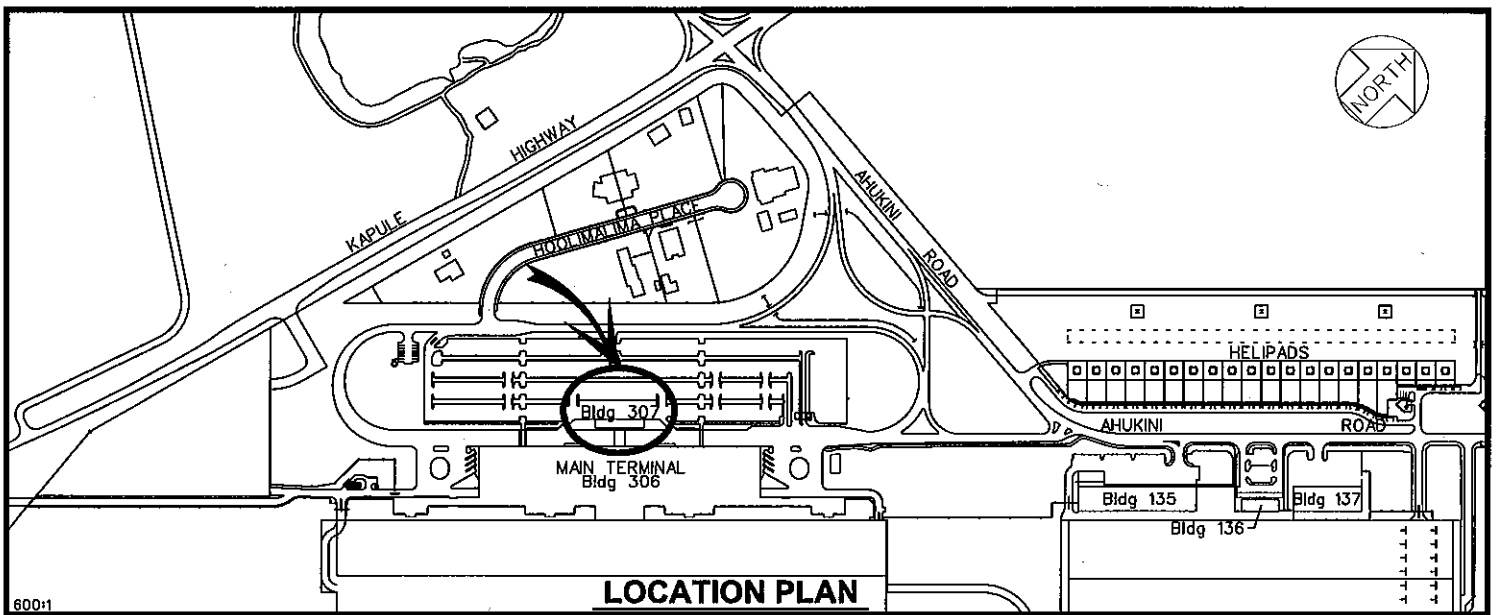 NORTH
KAPULE HIGHWAY
AHUKINI ROAD
HOOLIMALIMA PLACE
HELIPADS
Bldg 307
AHUKINI ROAD
MAIN TERMINAL
Bldg 306
Bldg 135
Bldg 137
Bldg 136
LOCATION PLAN
600:1